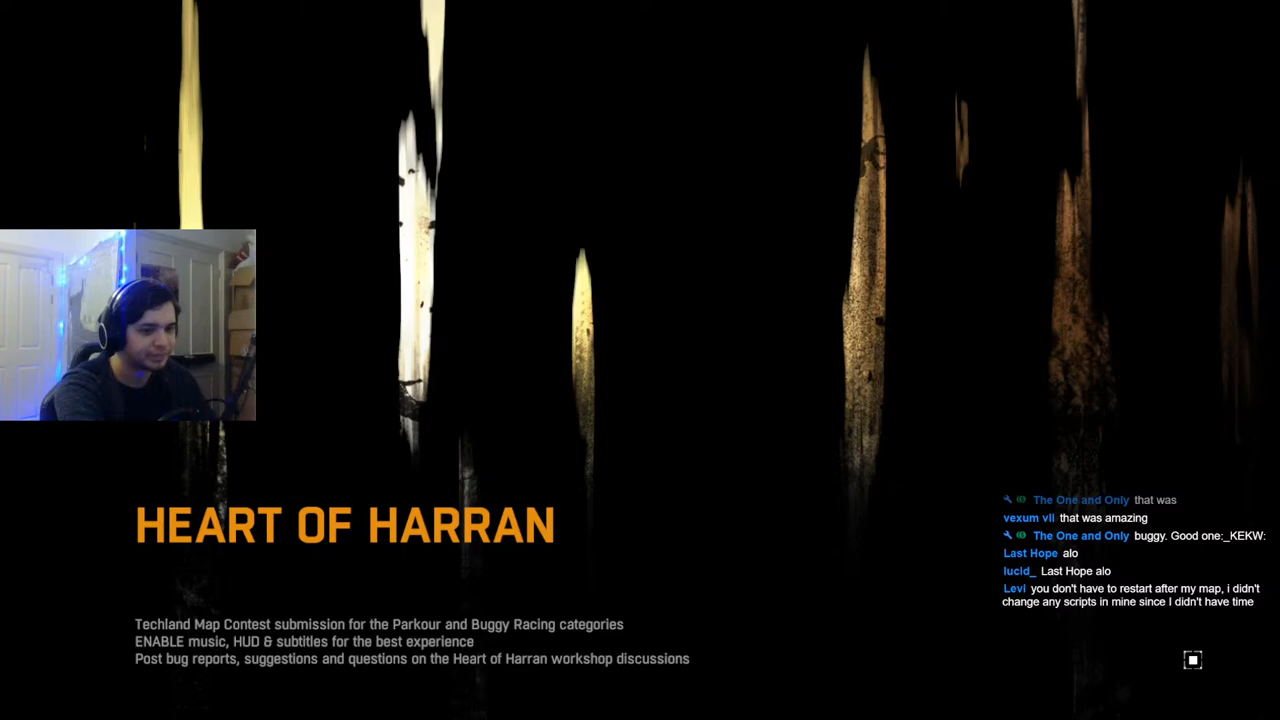 HEART OF HARRAN
Techland Map Contest submission for the Parkour and Buggy Racing categories
ENABLE music, HUD & subtitles for the best experience
Post bug reports, suggestions and questions on the Heart of Harran workshop discussions
The One and Only that was
vexum vii that was amazing
The One and Only buggy. Good one:_KEKW:
Last Hope alo
lucid_ Last Hope alo
Levi you don't have to restart after my map, i didn't
change any scripts in mine since I didn't have time